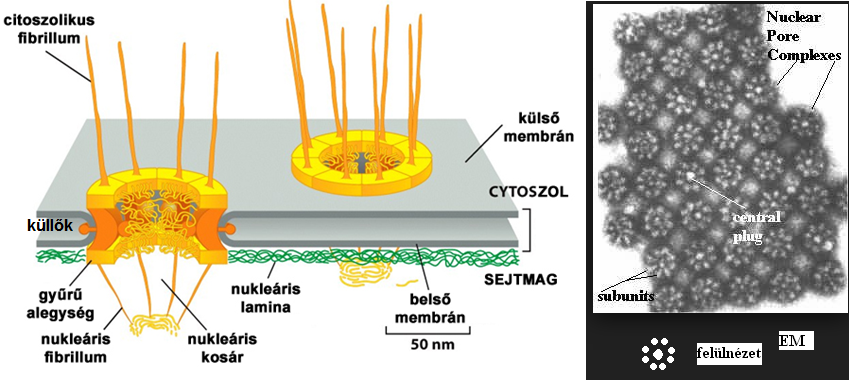 citoszolikus
fibrillum
külső
membrán
CYTOSZOL
küllők
SEJTMAG
gyűrű
alegység
nukleáris
lamina
belső
membrán
nukleáris
fibrillum
nukleáris
kosár
50 nm
Nuclear
Pore
Complexes
central
plug
subunits
felülnézet
EM